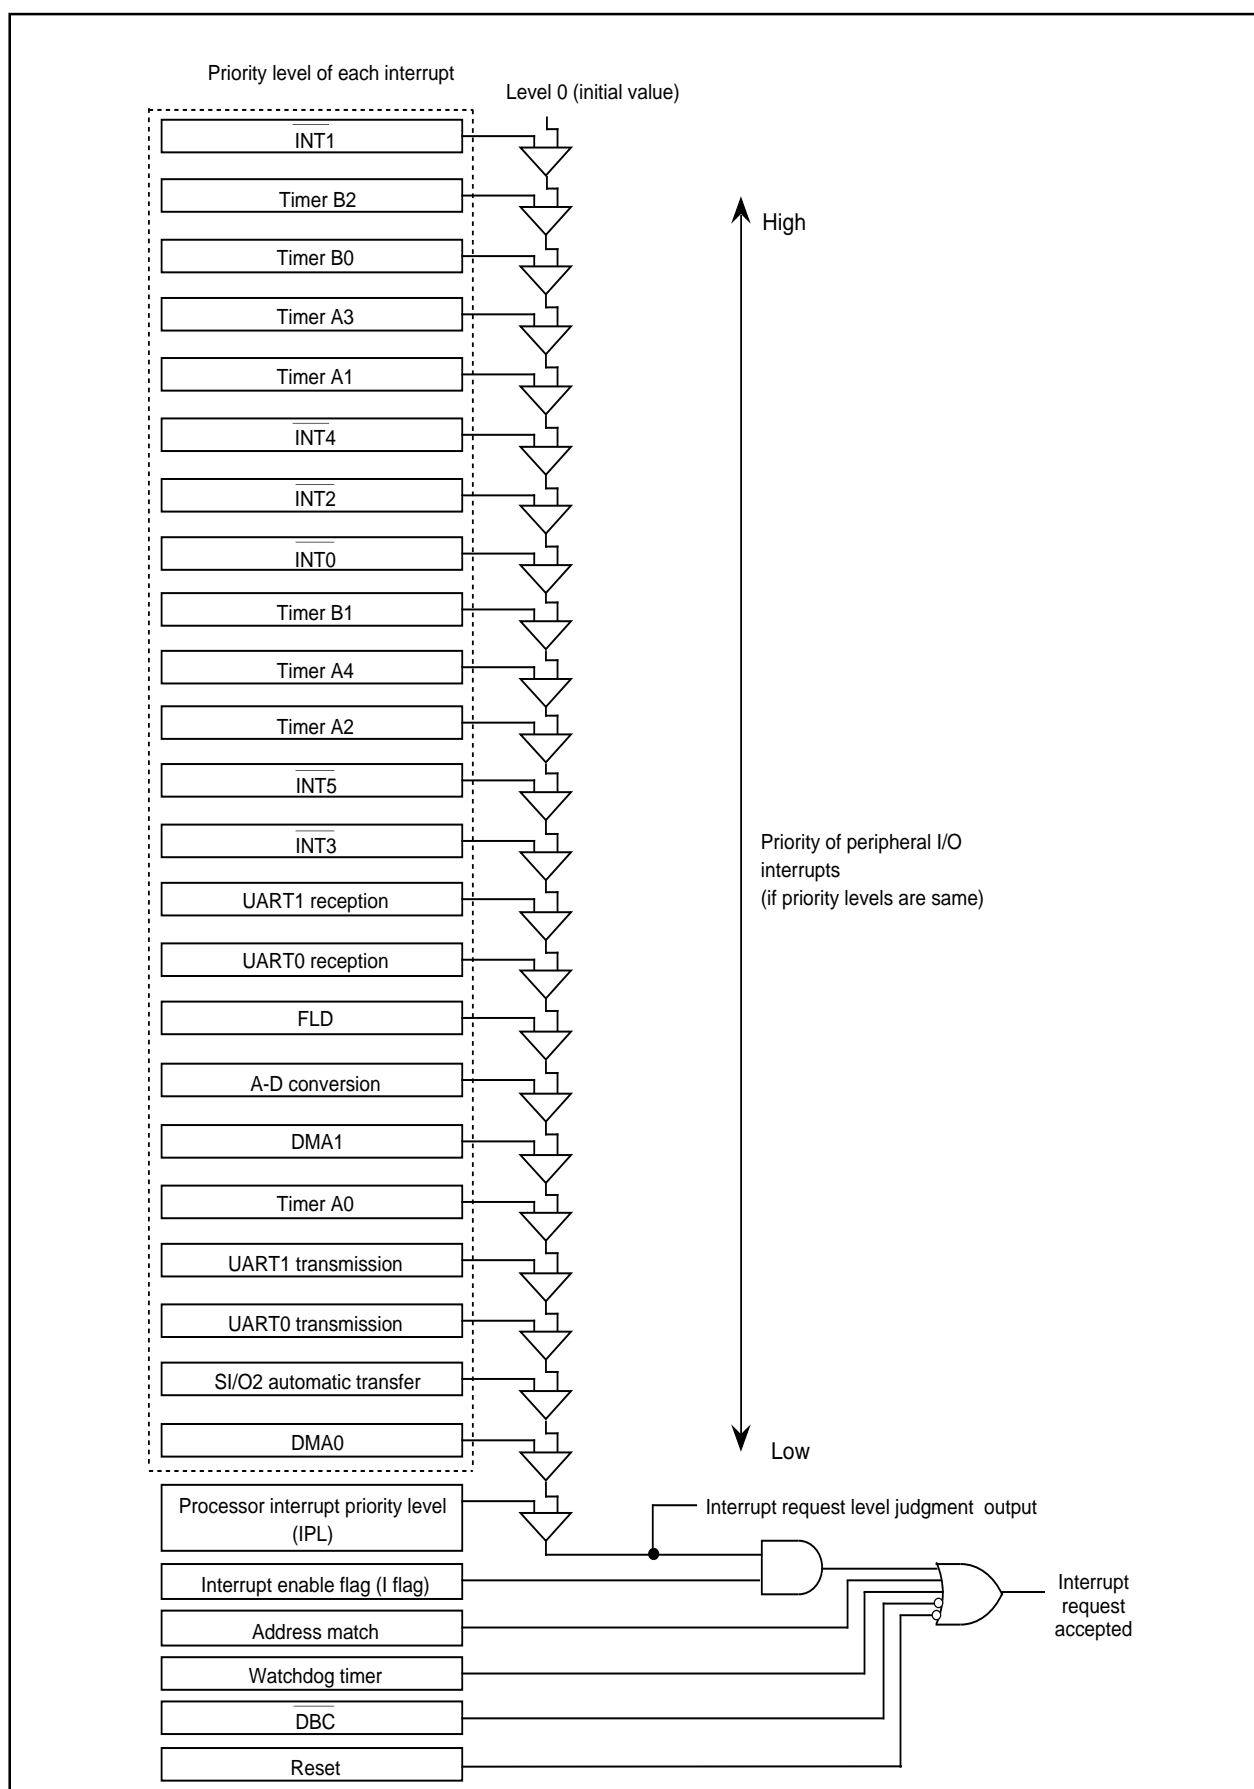 Priority level of each interrupt
Level 0 (initial value)
INT1
Timer B2
High
Timer B0
Timer A3
Timer A1
INT4
INT2
INT0
Timer B1
Timer A4
Timer A2
INT5
INT3
Priority of peripheral I/O
interrupts
(if priority levels are same)
UART1 reception
UART0 reception
FLD
A-D conversion
DMA1
Timer A0
UART1 transmission
UART0 transmission
SI/O2 automatic transfer
DMA0
Low
Processor interrupt priority level
(IPL)
Interrupt request level judgment output
Interrupt enable flag (I flag)
Interrupt
request
accepted
Address match
Watchdog timer
DBC
Reset